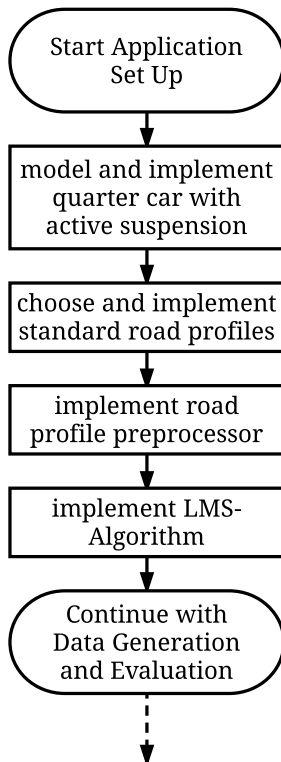 Start Application
Set Up
model and implement
quarter car with
active suspension
choose and implement
standard road profiles
implement road
profile preprocessor
implement LMS-
Algorithm
Continue with
Data Generation
and Evaluation